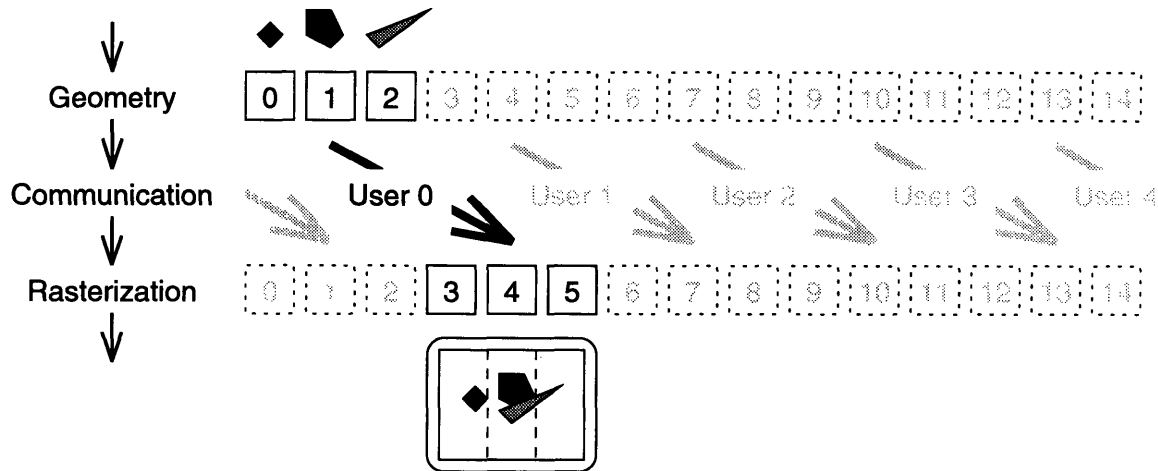 Geometry 0 1 2 3 4 5 6 7 8 9 10 11 12 13 14
Communication User 0 User 1 User 2 User 3 User 4
Rasterization 0 1 2 3 4 5 6 7 8 9 10 11 12 13 14